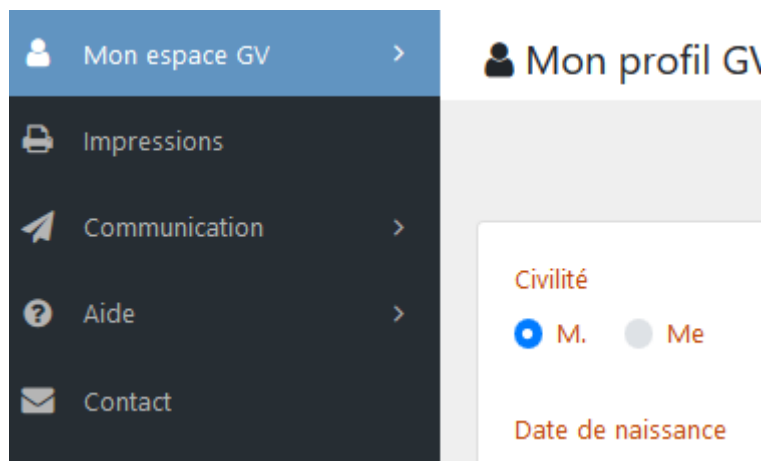 Mon espace GV
Impressions
Communication
Aide
Contact
Mon profil GV
Civilité
M. Me
Date de naissance